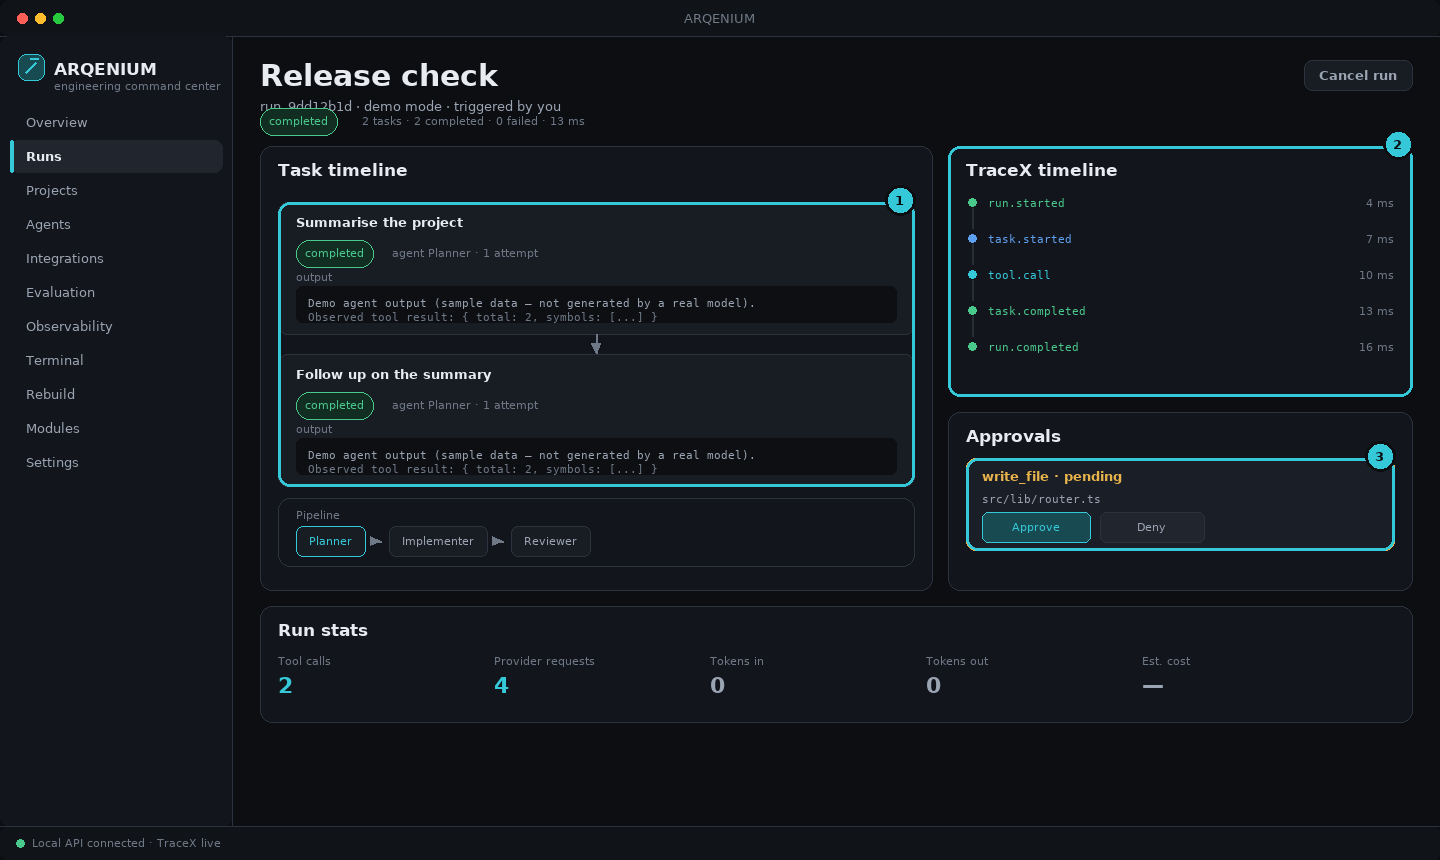 ARQENIUM
ARQENIUM
engineering command center
Overview
Runs
Projects
Agents
Integrations
Evaluation
Observability
Terminal
Rebuild
Modules
Settings
Release check
Cancel run
run_9dd12b1d · demo mode · triggered by you
completed
2 tasks · 2 completed · 0 failed · 13 ms
Task timeline
1
Summarise the project
completed
agent Planner · 1 attempt
output
Demo agent output (sample data — not generated by a real model).
Observed tool result: { total: 2, symbols: [...] }
Follow up on the summary
completed
agent Planner · 1 attempt
output
Demo agent output (sample data — not generated by a real model).
Observed tool result: { total: 2, symbols: [...] }
Pipeline
Planner
Implementer
Reviewer
2
TraceX timeline
run.started 4 ms
task.started 7 ms
tool.call 10 ms
task.completed 13 ms
run.completed 16 ms
Approvals
3
write_file · pending
src/lib/router.ts
Approve
Deny
Run stats
Tool calls
2
Provider requests
4
Tokens in
0
Tokens out
0
Est. cost
—
Local API connected · TraceX live